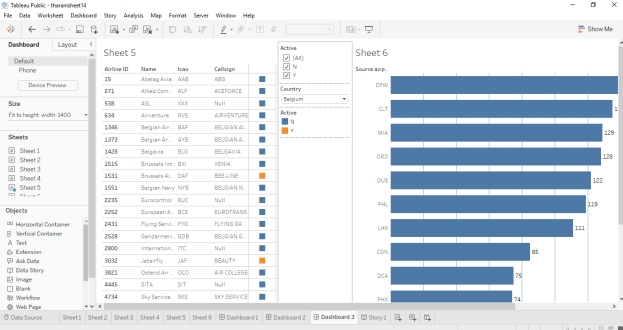 Tableau Public - tharanisheet14
File Data Worksheet Dashboard Story Analysis Map Format Server Window Help
Show Me
Dashboard Layout
Default
Phone
Device Preview
Size
Fit to height: width: 1400
Sheets
Sheet 1
Sheet 2
Sheet 3
Sheet 4
Sheet 5
Objects
Horizontal Container
Vertical Container
A Text
Extension
Ask Data
Data Story
Image
Blank
Workflow
Web Page
Sheet 5
Airline ID Name Icao Callsign
15 Abelag Avia.. AAB ABG
271 Allied Com.. ALF ACEFORCE
538 ASL XXX Null
634 Airventure RVE AIRVENTURE
1346 Belgian Air.. BAF BELGIAN AI..
1373 Belgian Ar.. AYB BELGIAN A..
1428 Belgavia BLG BELGAVIA
1515 Brussels Int.. BXI XENIA
1531 Brussels Ai.. DAT BEE-LINE
1551 Belgian Navy NYB BELGIAN N..
2235 Eurocontrol EUC Null
2252 European A.. BCS EUROTRANS
2431 Flying Servi.. FYG FLYING GR..
2528 Gendarmeri.. GDB BELGIAN G..
2800 Internation.. ITC Null
3032 Jetairfly JAF BEAUTY
3821 Ostend Air .. OCO AIR COLLEGE
4445 SITA SIT Null
4734 Sky Service SKS SKY SERVICE
Active
(All)
N
Y
Country
Belgium
Active
N
Y
Sheet 6
Source airp..
DFW
CLT
MIA 129
ORD 128
DUS 122
PHL 119
LHR 111
CGN 85
DCA 75
PHX 74
Data Source Sheet 1 Sheet 2 Sheet 3 Sheet 4 Sheet 5 Sheet 6 Dashboard 1 Dashboard 2 Dashboard 3 Story 1